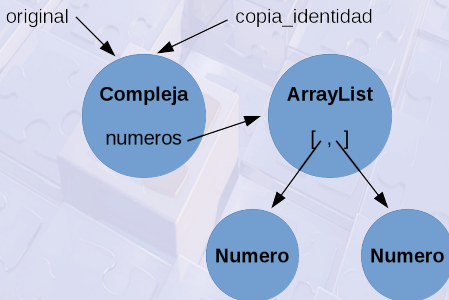 original
copia_identidad
Compleja
ArrayList
numeros
[ , ]
Numero
Numero